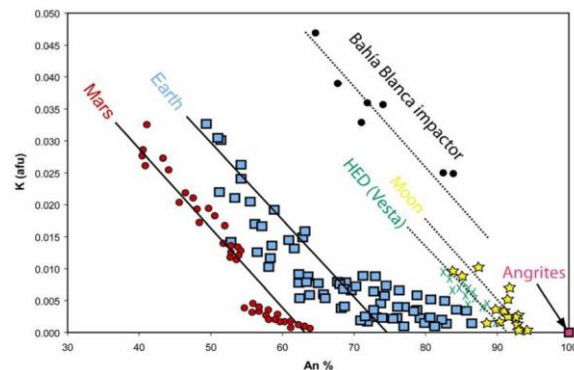 0.050
0.045
0.040
0.035
0.030
0.025
0.020
0.015
0.010
0.005
0.000
K (afu)
Mars
Earth
Bahía Blanca impactor
HED (Vesta)
Moon
Angrites
30 40 50 60 70 80 90 100
An %